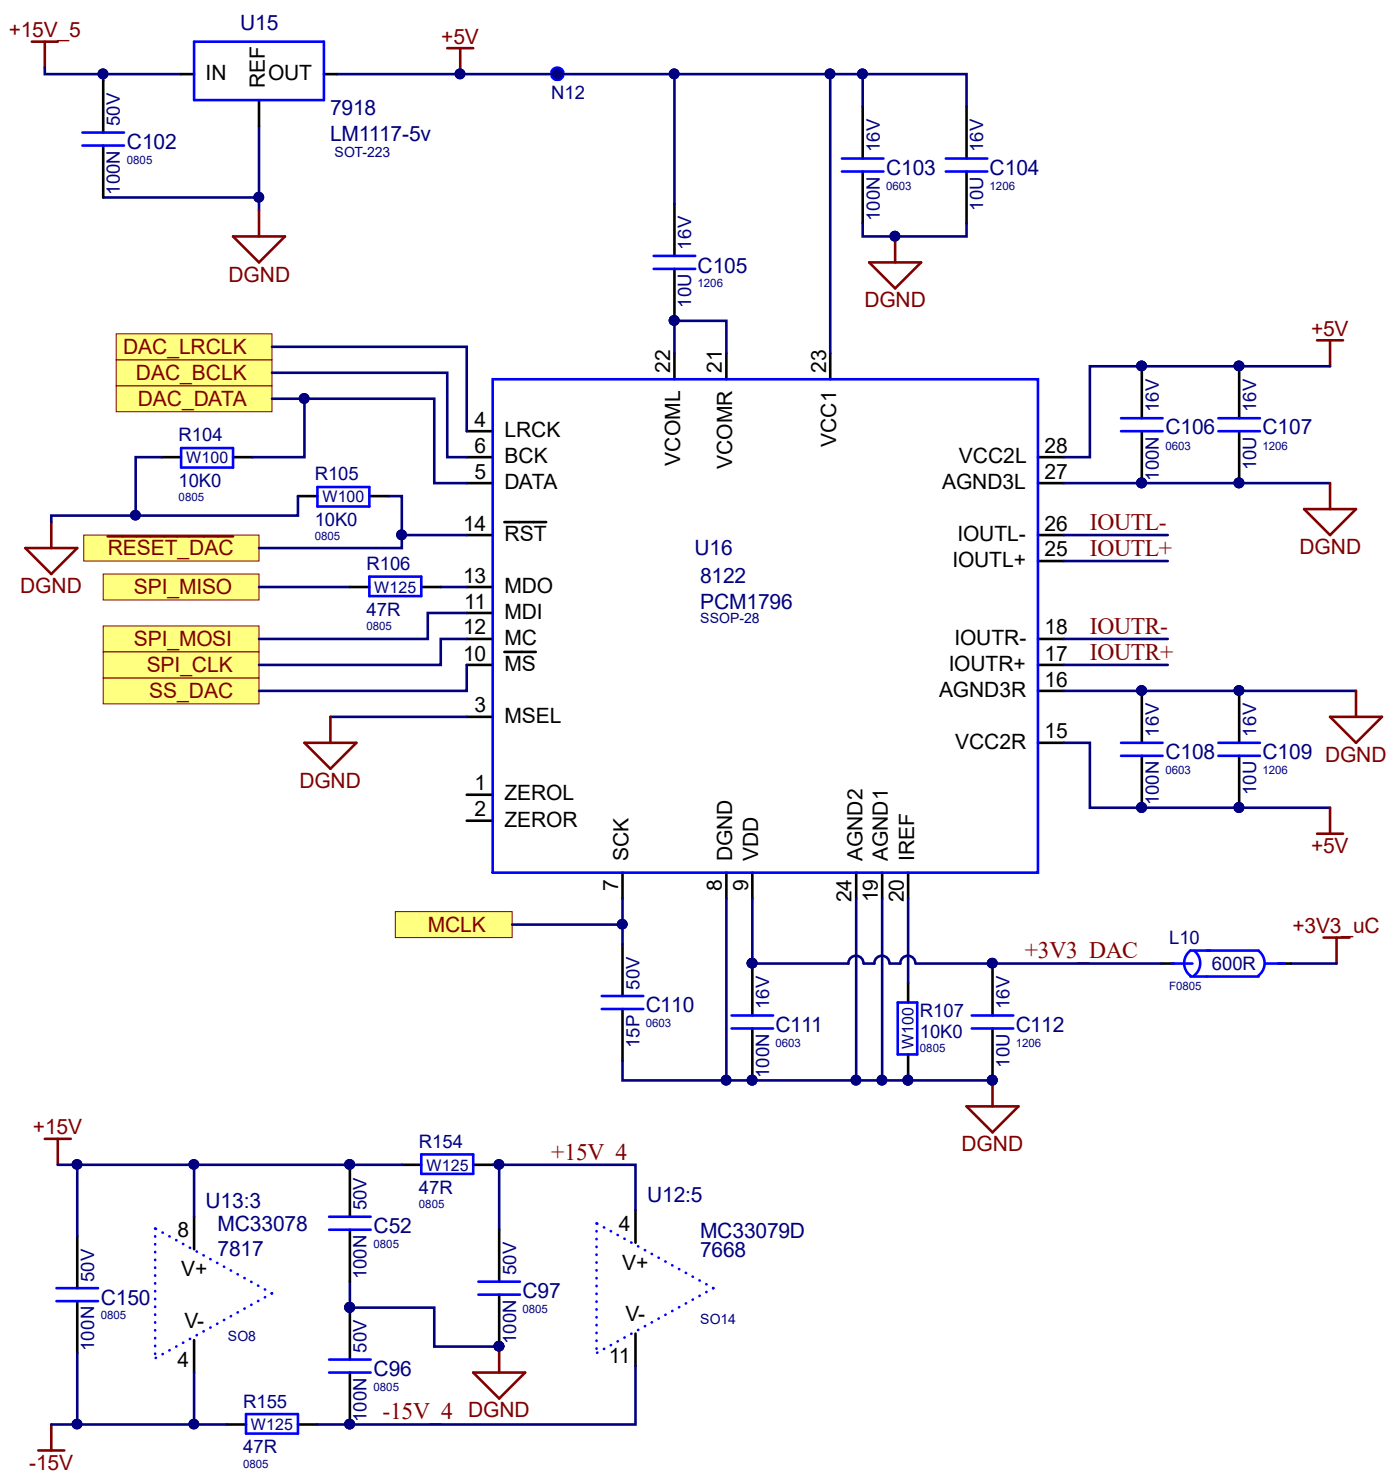 +15V_5
U15
IN
REF
OUT
7918
LM1117-5v
SOT-223
50V
C102
0805
100N
DGND
+5V
N12
16V
C105
1206
10U
16V
C103
0603
100N
16V
C104
1206
10U
DGND
DAC_LRCLK
DAC_BCLK
DAC_DATA
R104
W100
10K0
0805
R105
W100
10K0
0805
DGND
RESET_DAC
SPI_MISO
R106
W125
47R
0805
SPI_MOSI
SPI_CLK
SS_DAC
DGND
4 LRCK
6 BCK
5 DATA
14 RST
13 MDO
11 MDI
12 MC
10 MS
3 MSEL
1 ZEROL
2 ZEROR
22 VCOML
21 VCOMR
23 VCC1
U16
8122
PCM1796
SSOP-28
VCC2L 28
AGND3L 27
IOUTL- 26 IOUTL-
IOUTL+ 25 IOUTL+
IOUTR- 18 IOUTR-
IOUTR+ 17 IOUTR+
AGND3R 16
VCC2R 15
+5V
16V
C106
0603
100N
16V
C107
1206
10U
DGND
16V
C108
0603
100N
16V
C109
1206
10U
DGND
+5V
SCK 7
DGND 8
VDD 9
AGND2 24
AGND1 19
IREF 20
MCLK
50V
C110
0603
15P
16V
C111
0603
100N
R107
W100
10K0
0805
16V
C112
1206
10U
+3V3_DAC
L10
600R
F0805
+3V3_uC
DGND
+15V
50V
C150
0805
100N
U13:3
MC33078
7817
8
V+
V-
4
SO8
50V
C52
0805
100N
50V
C96
0805
100N
R154
W125
47R
0805
+15V_4
50V
C97
0805
100N
DGND
U12:5
MC33079D
7668
4
V+
V-
11
SO14
R155
W125
47R
0805
-15V_4
-15V